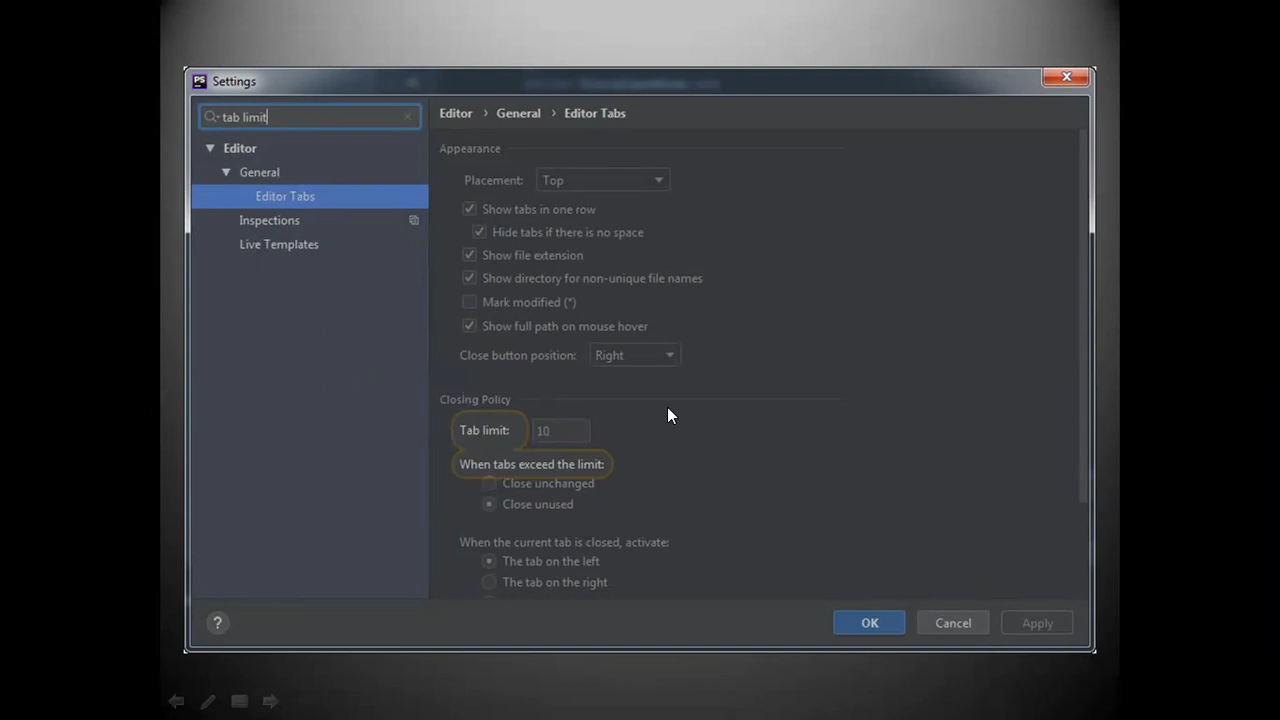 PS Settings
tab limit
Editor
General
Editor Tabs
Inspections
Live Templates
Editor › General › Editor Tabs
Appearance
Placement: Top
Show tabs in one row
Hide tabs if there is no space
Show file extension
Show directory for non-unique file names
Mark modified (*)
Show full path on mouse hover
Close button position: Right
Closing Policy
Tab limit: 10
When tabs exceed the limit:
Close unchanged
Close unused
When the current tab is closed, activate:
The tab on the left
The tab on the right
? OK Cancel Apply